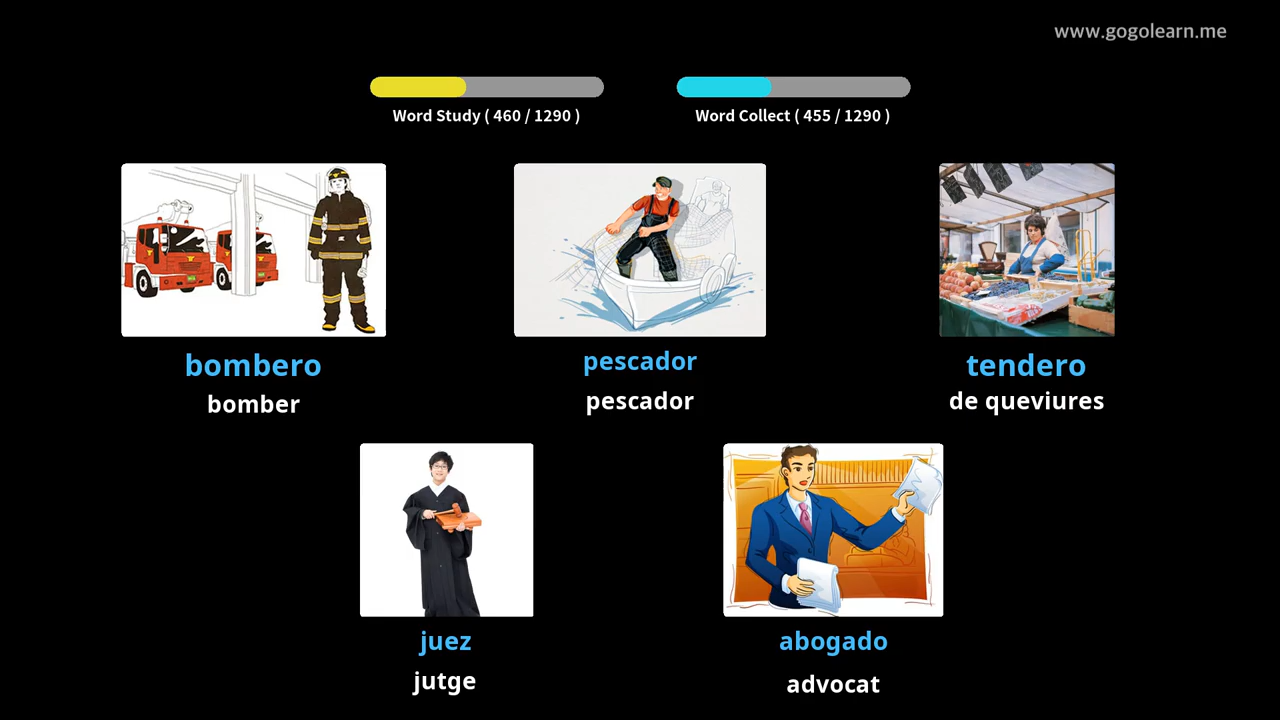 www.gogolearn.me
Word Study ( 460 / 1290 )
Word Collect ( 455 / 1290 )
bombero
bomber
pescador
pescador
tendero
de queviures
juez
jutge
abogado
advocat